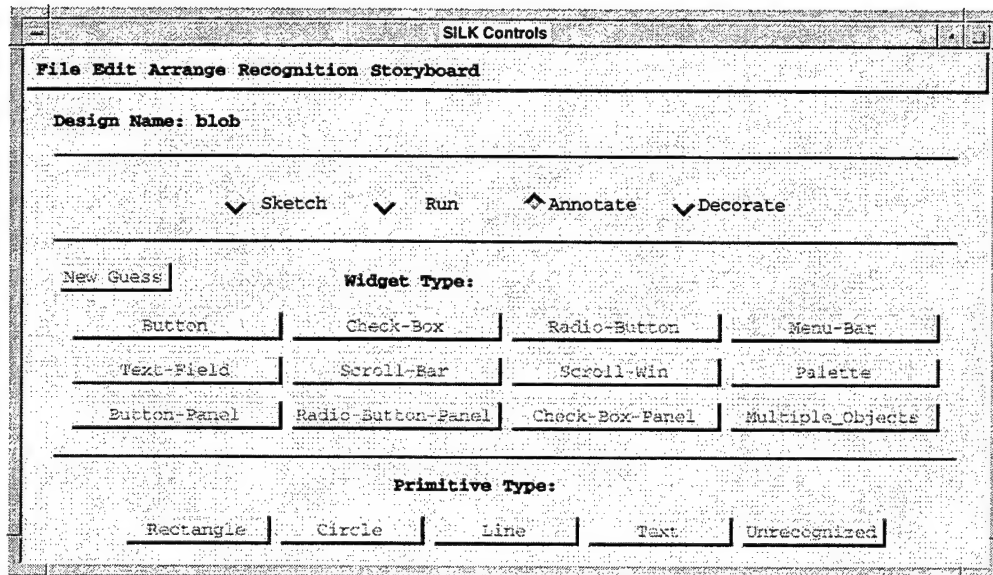 SILK Controls
File Edit Arrange Recognition Storyboard
Design Name: blob
Sketch Run Annotate Decorate
New Guess Widget Type:
Button Check-Box Radio-Button Menu-Bar
Text-Field Scroll-Bar Scroll-Win Palette
Button-Panel Radio-Button-Panel Check-Box-Panel Multiple_Objects
Primitive Type:
Rectangle Circle Line Text Unrecognized